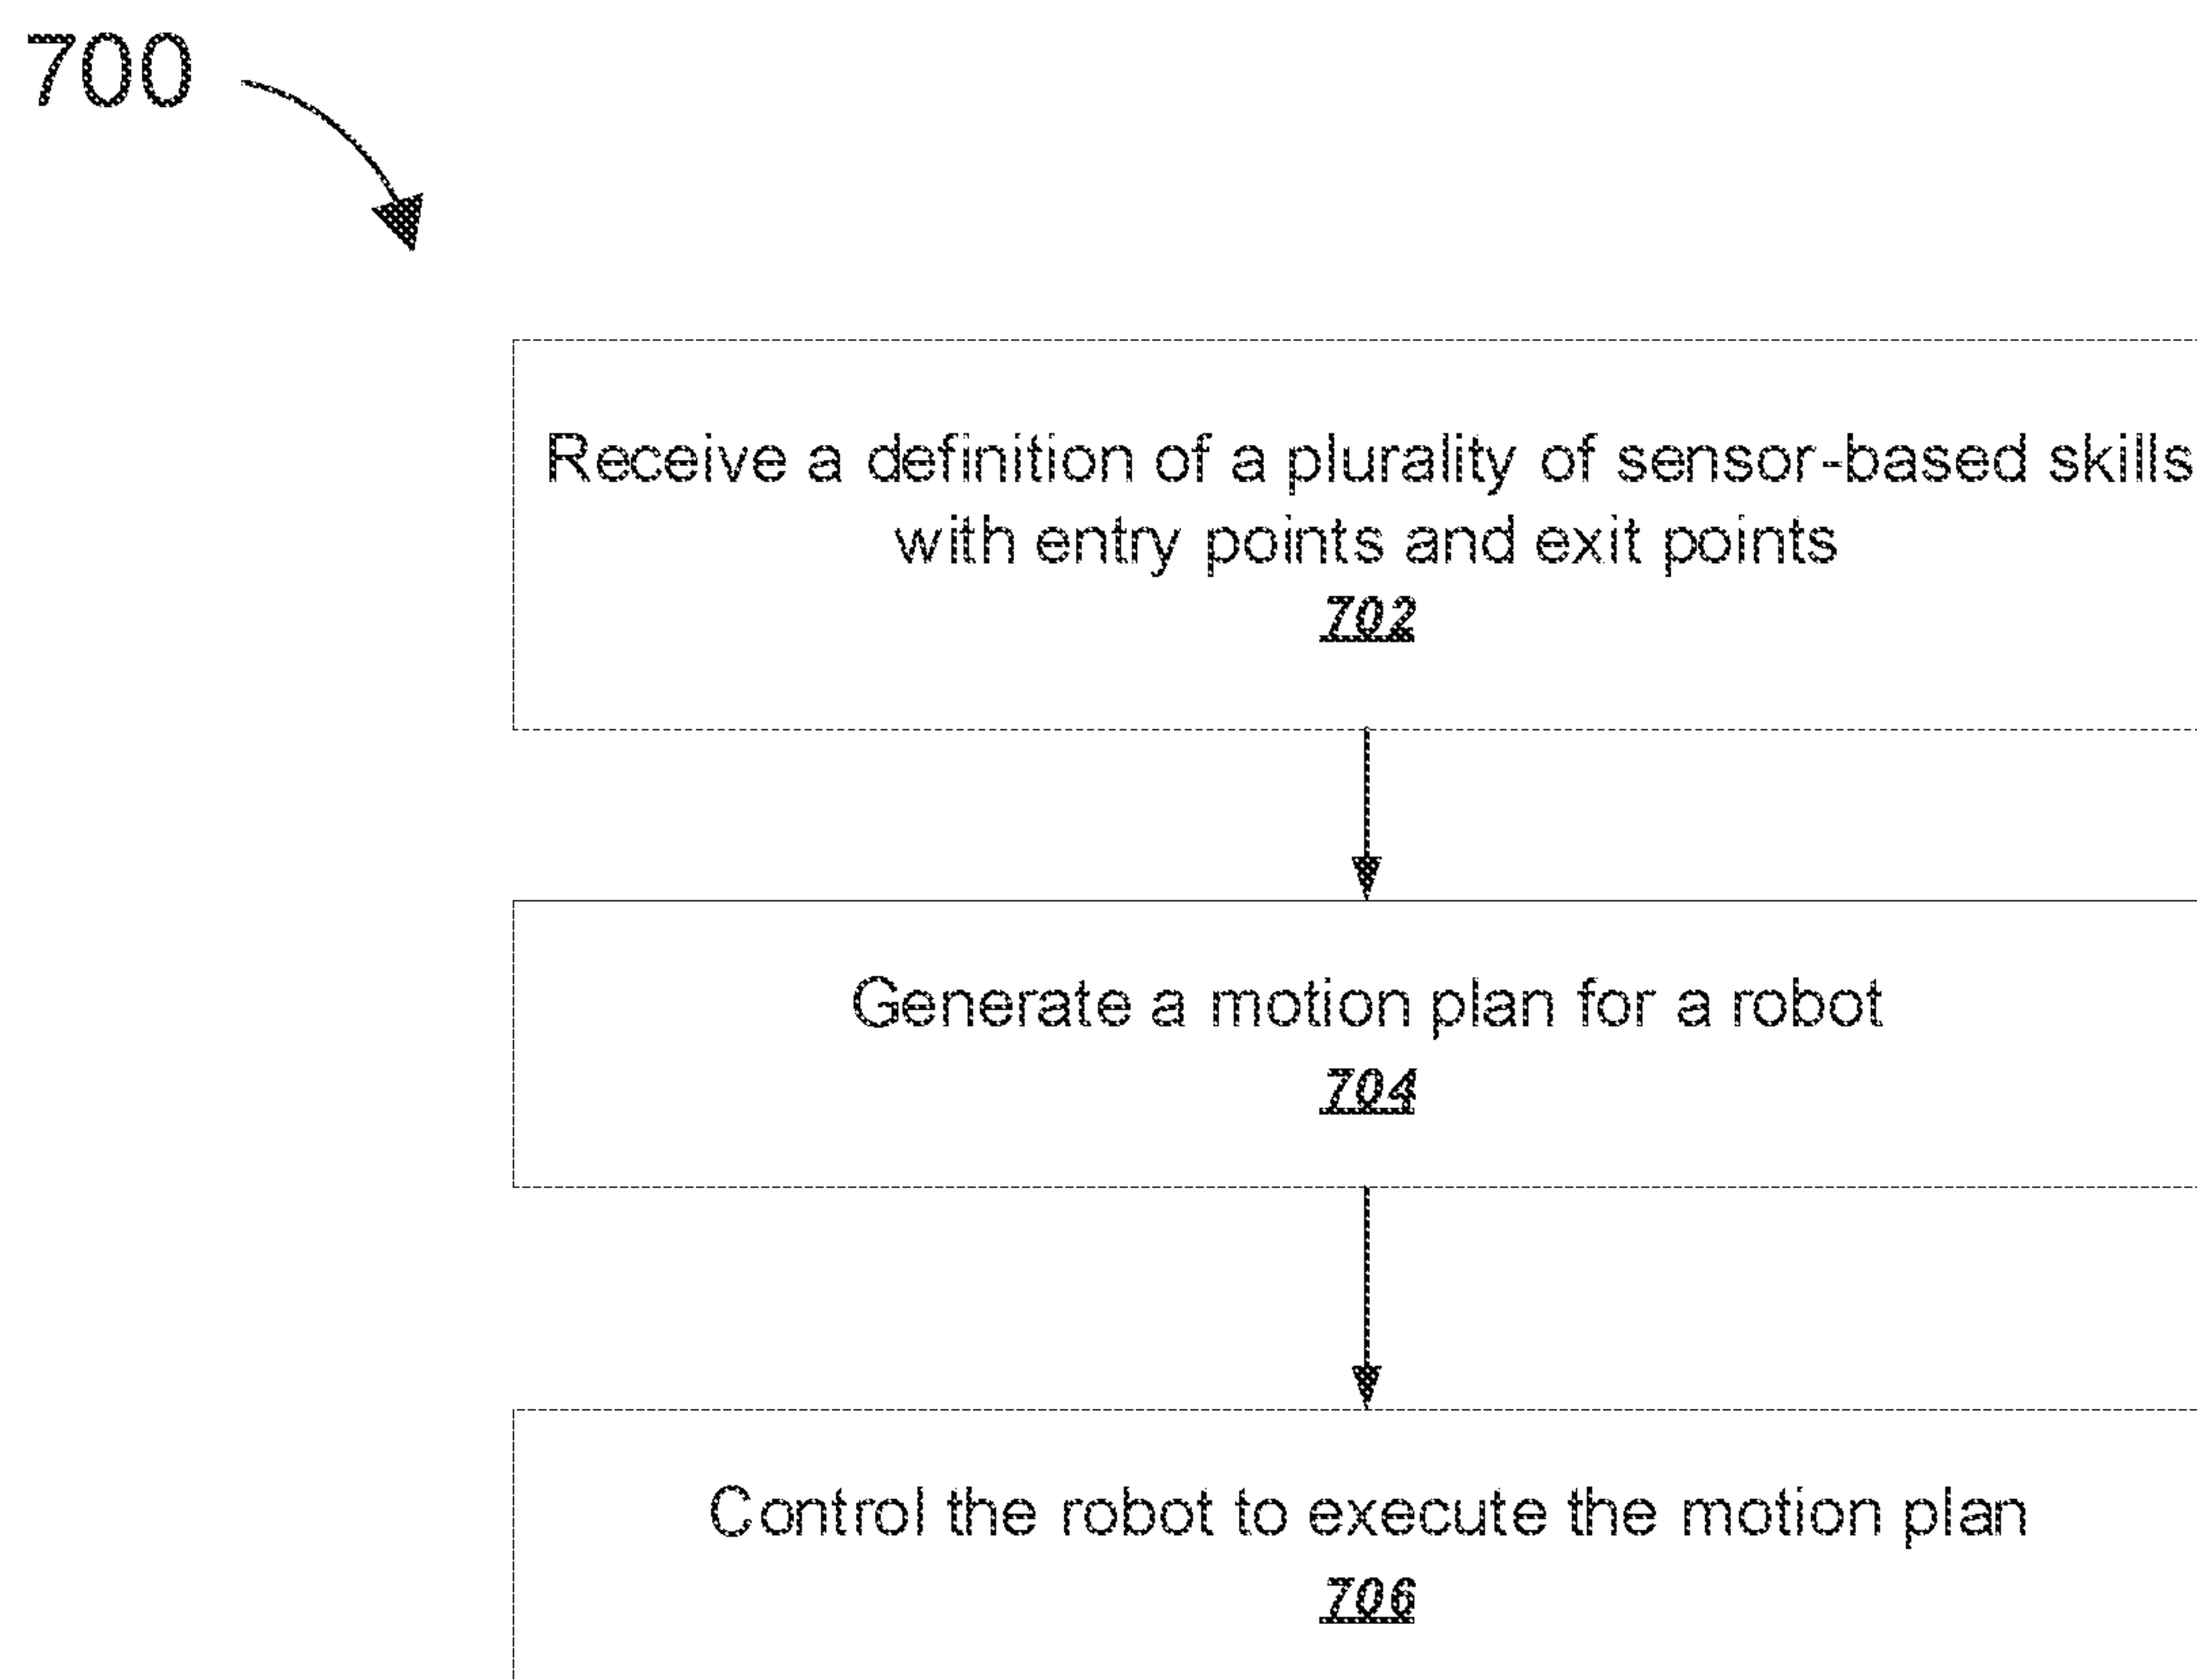 700
Receive a definition of a plurality of sensor-based skills
with entry points and exit points
702
Generate a motion plan for a robot
704
Control the robot to execute the motion plan
706